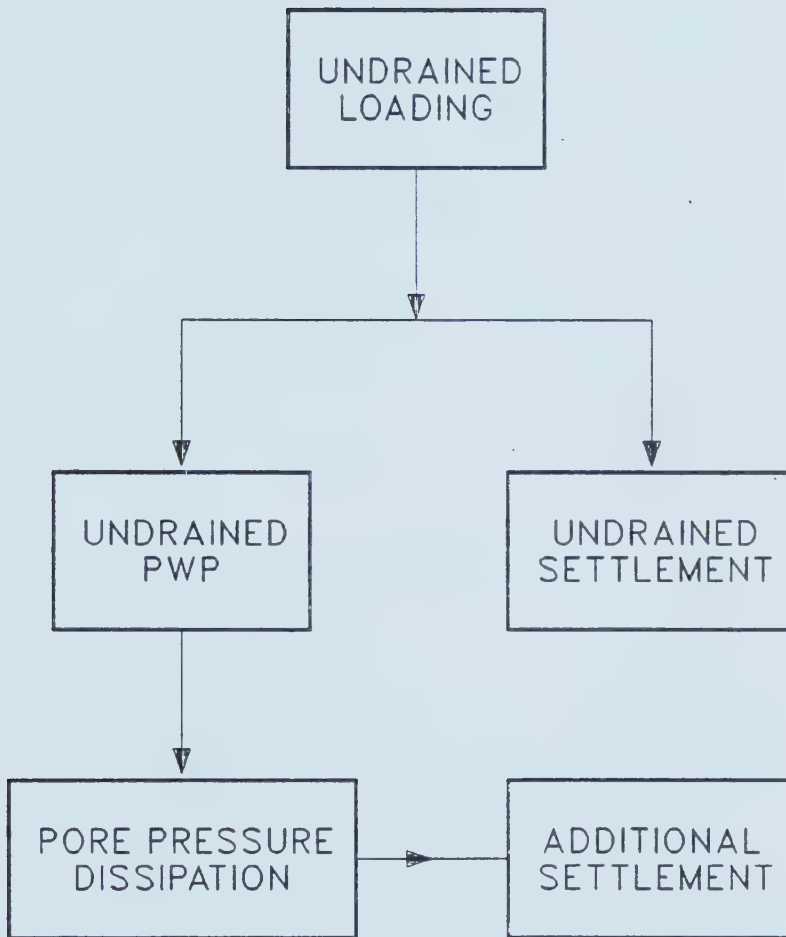 UNDRAINED
LOADING
UNDRAINED
PWP
UNDRAINED
SETTLEMENT
PORE PRESSURE
DISSIPATION
ADDITIONAL
SETTLEMENT